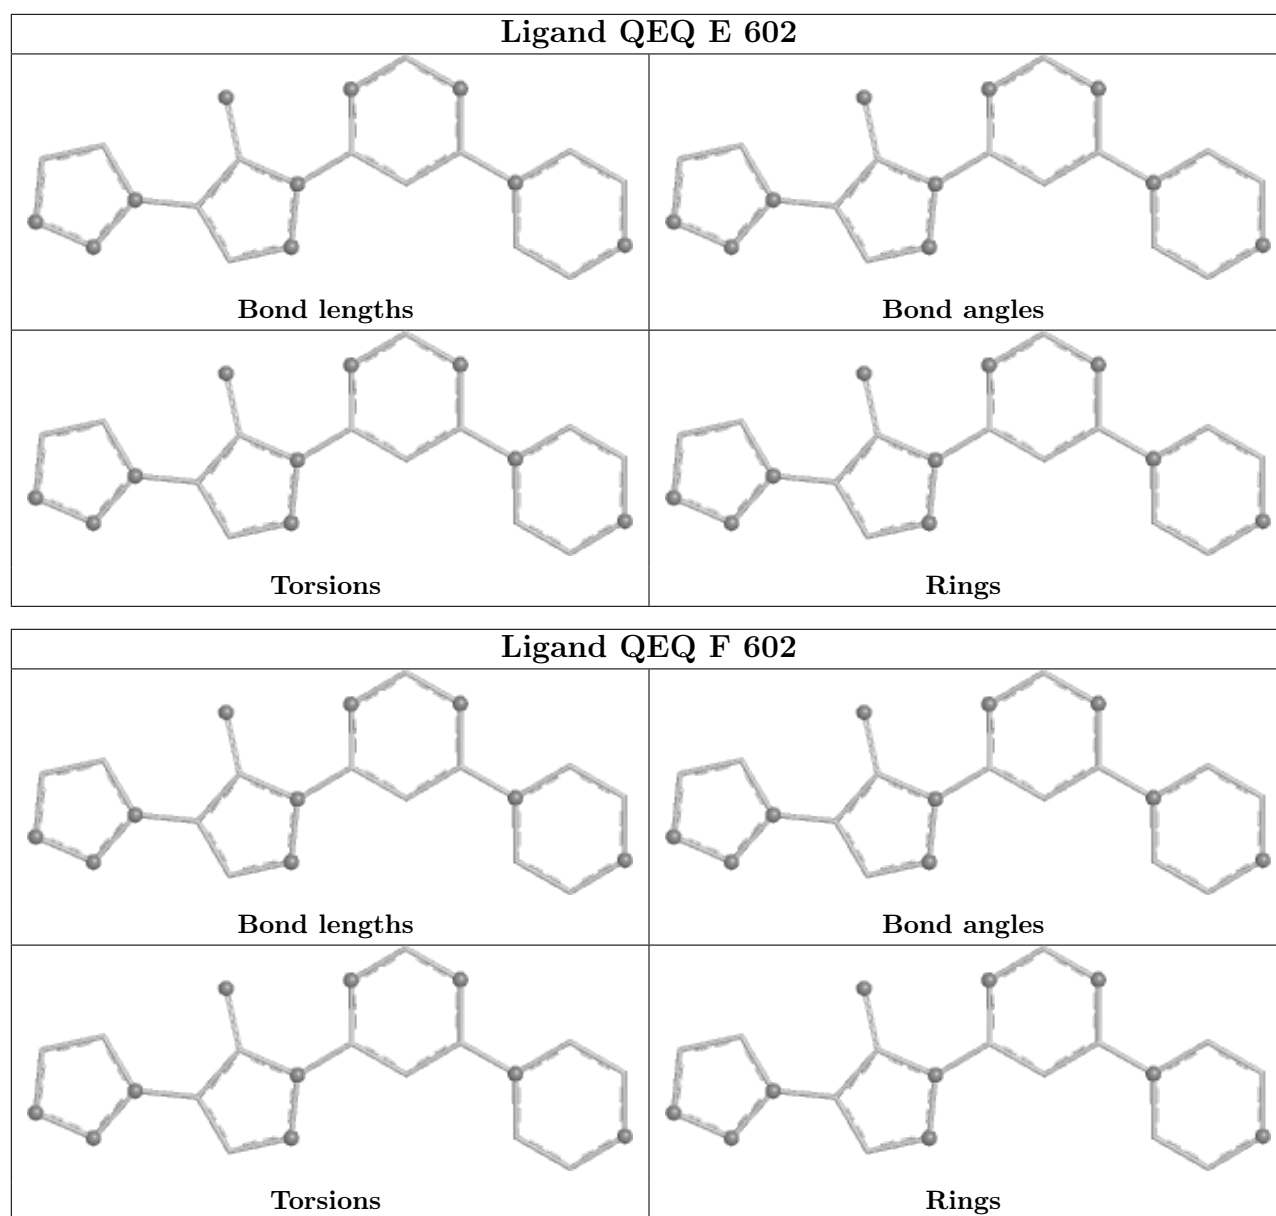 Ligand QEQ E 602
Bond lengths
Bond angles
Torsions
Rings
Ligand QEQ F 602
Bond lengths
Bond angles
Torsions
Rings